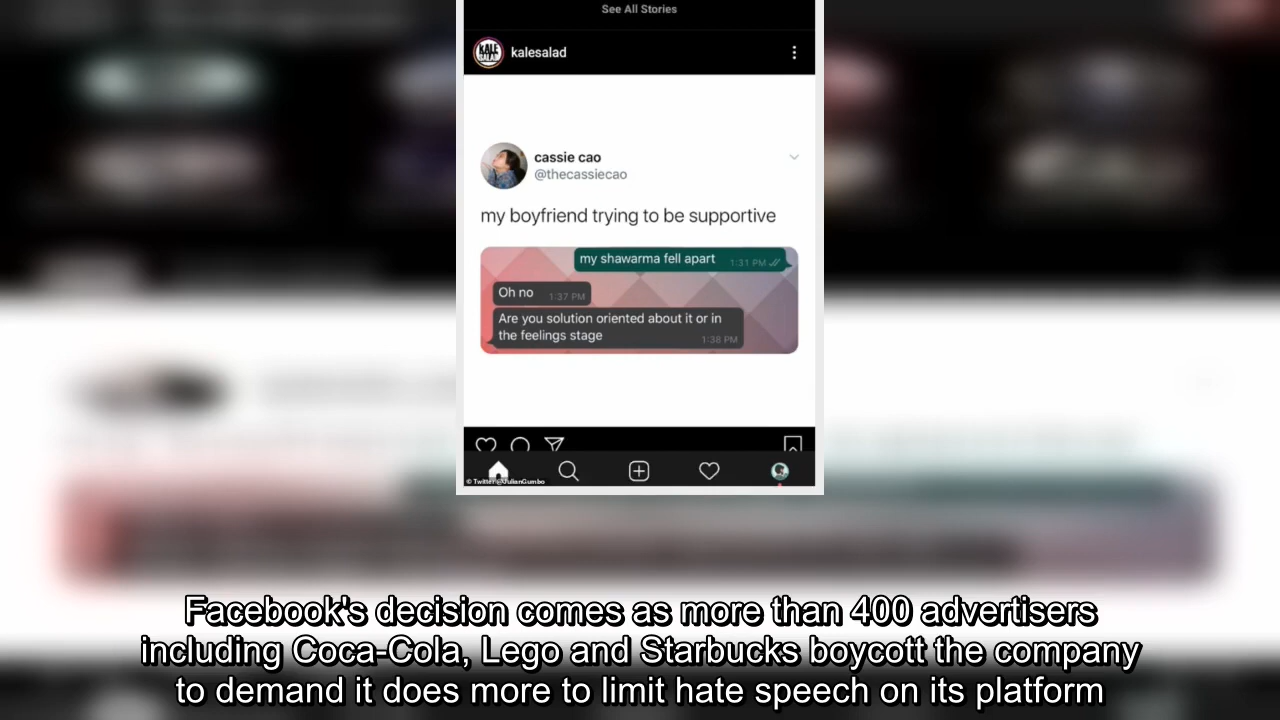 See All Stories
KALE
SALAD
kalesalad
cassie cao
@thecassiecao
my boyfriend trying to be supportive
my shawarma fell apart 1:31 PM
Oh no 1:37 PM
Are you solution oriented about it or in
the feelings stage 1:38 PM
© Twitter@JulianGumbo
Facebook's decision comes as more than 400 advertisers
including Coca-Cola, Lego and Starbucks boycott the company
to demand it does more to limit hate speech on its platform